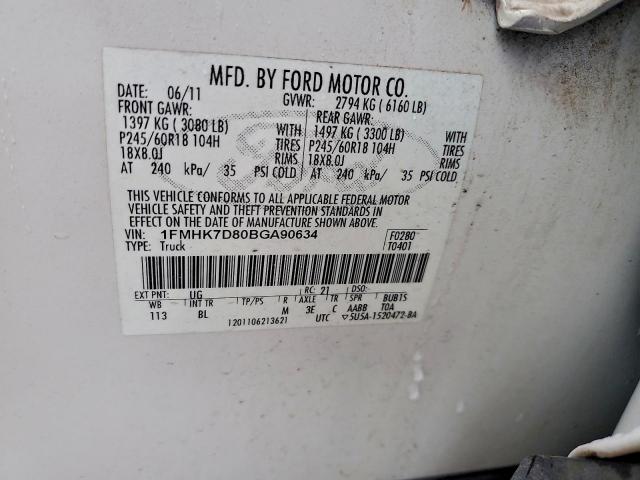 MFD. BY FORD MOTOR CO.
DATE: 06/11 GVWR: 2794 KG ( 6160 LB)
FRONT GAWR: REAR GAWR:
1397 KG ( 3080 LB) WITH 1497 KG ( 3300 LB) WITH
P245/60R18 104H TIRES P245/60R18 104H TIRES
18X8.0J RIMS 18X8.0J RIMS
AT 240 kPa/ 35 PSI COLD AT 240 kPa/ 35 PSI COLD
THIS VEHICLE CONFORMS TO ALL APPLICABLE FEDERAL MOTOR
VEHICLE SAFETY AND THEFT PREVENTION STANDARDS IN
EFFECT ON THE DATE OF MANUFACTURE SHOWN ABOVE.
VIN: 1FMHK7D80BGA90634 F0280
TYPE: Truck T0401
EXT PNT: UG RC: 21 DSO:
WB INT TR TP/PS R AXLE TR SPR BUB1S
113 BL M 3E C AABB TOA
1201106213621 UTC 5U5A-1520472-BA
Ford